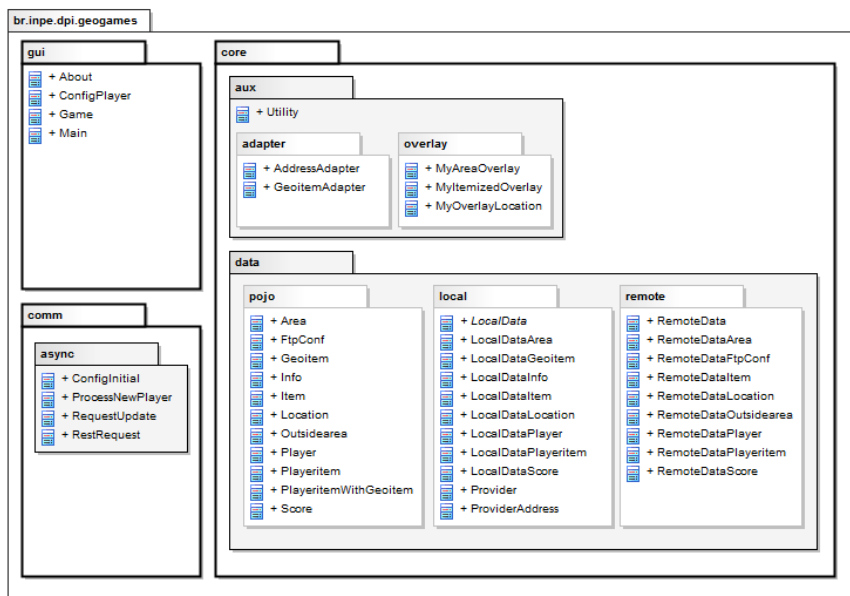 br.inpe.dpi.geogames
gui
+ About
+ ConfigPlayer
+ Game
+ Main
comm
async
+ ConfigInitial
+ ProcessNewPlayer
+ RequestUpdate
+ RestRequest
core
aux
+ Utility
adapter
+ AddressAdapter
+ GeoitemAdapter
overlay
+ MyAreaOverlay
+ MyItemizedOverlay
+ MyOverlayLocation
data
pojo
+ Area
+ FtpConf
+ Geoitem
+ Info
+ Item
+ Location
+ Outsidearea
+ Player
+ Playeritem
+ PlayeritemWithGeoitem
+ Score
local
+ LocalData
+ LocalDataArea
+ LocalDataGeoitem
+ LocalDataInfo
+ LocalDataItem
+ LocalDataLocation
+ LocalDataPlayer
+ LocalDataPlayeritem
+ LocalDataScore
+ Provider
+ ProviderAddress
remote
+ RemoteData
+ RemoteDataArea
+ RemoteDataFtpConf
+ RemoteDataItem
+ RemoteDataLocation
+ RemoteDataOutsidearea
+ RemoteDataPlayer
+ RemoteDataPlayeritem
+ RemoteDataScore